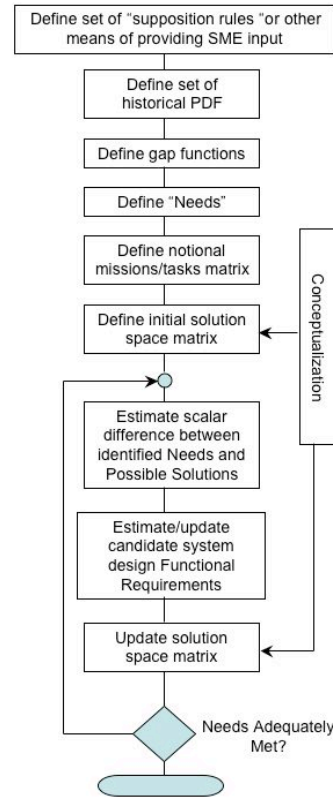 Define set of "supposition rules "or other
means of providing SME input
Define set of
historical PDF
Define gap functions
Define "Needs"
Define notional
missions/tasks matrix
Define initial solution
space matrix
Conceptualization
Estimate scalar
difference between
identified Needs and
Possible Solutions
Estimate/update
candidate system
design Functional
Requirements
Update solution
space matrix
Needs Adequately
Met?